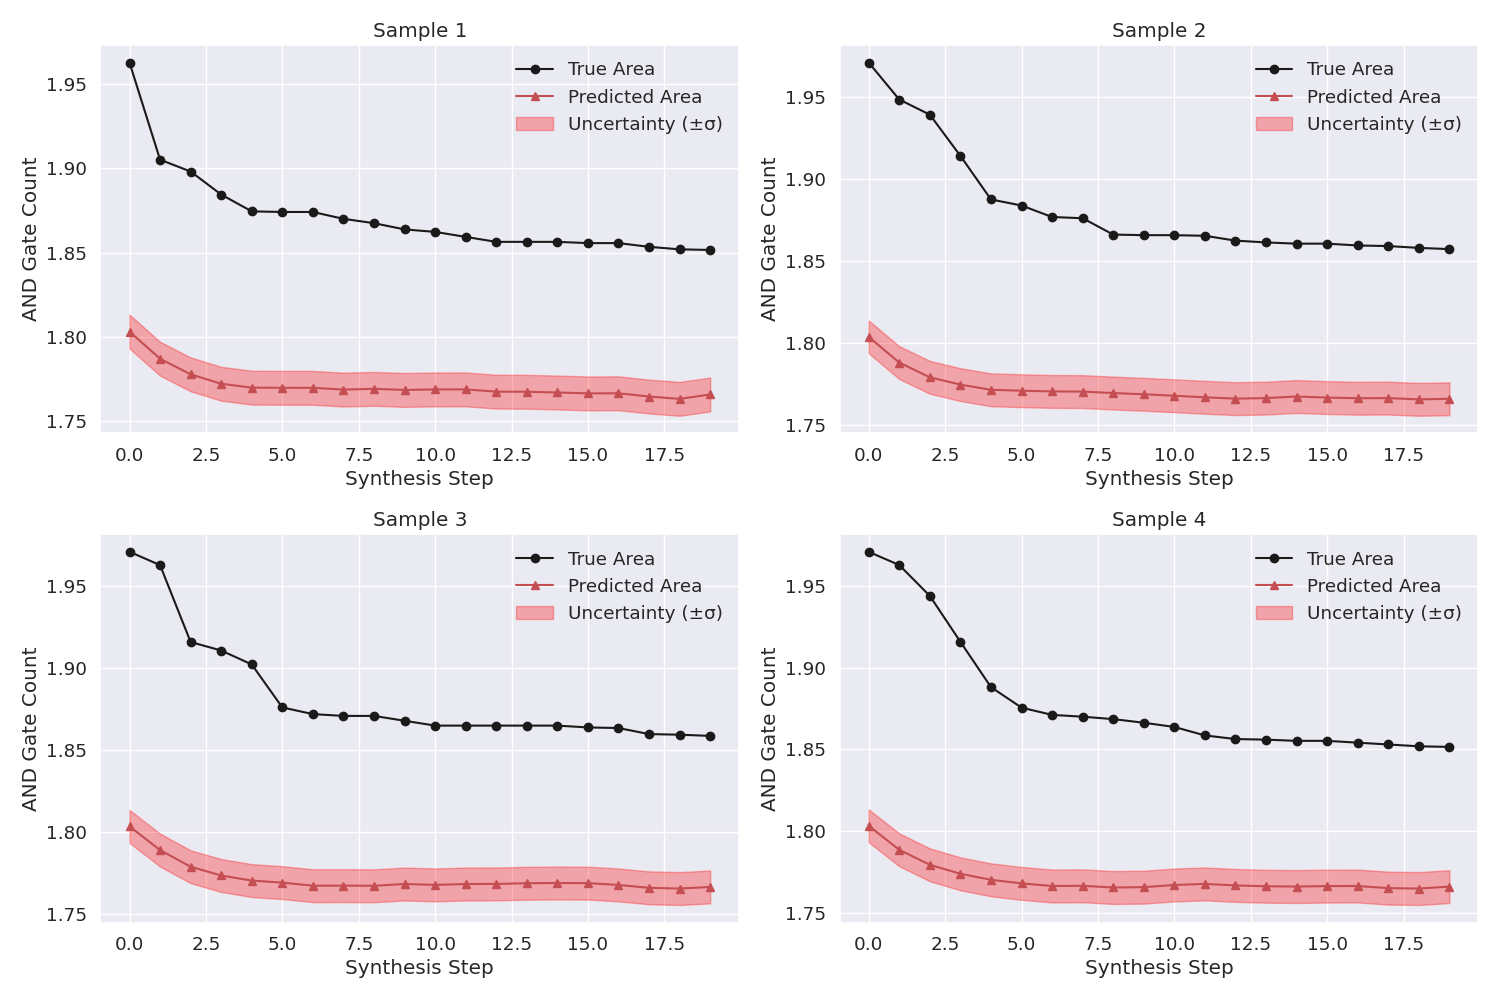 Sample 1
True Area
Predicted Area
Uncertainty (±σ)
AND Gate Count
1.95
1.90
1.85
1.80
1.75
0.0 2.5 5.0 7.5 10.0 12.5 15.0 17.5
Synthesis Step
Sample 2
True Area
Predicted Area
Uncertainty (±σ)
AND Gate Count
1.95
1.90
1.85
1.80
1.75
0.0 2.5 5.0 7.5 10.0 12.5 15.0 17.5
Synthesis Step
Sample 3
True Area
Predicted Area
Uncertainty (±σ)
AND Gate Count
1.95
1.90
1.85
1.80
1.75
0.0 2.5 5.0 7.5 10.0 12.5 15.0 17.5
Synthesis Step
Sample 4
True Area
Predicted Area
Uncertainty (±σ)
AND Gate Count
1.95
1.90
1.85
1.80
1.75
0.0 2.5 5.0 7.5 10.0 12.5 15.0 17.5
Synthesis Step